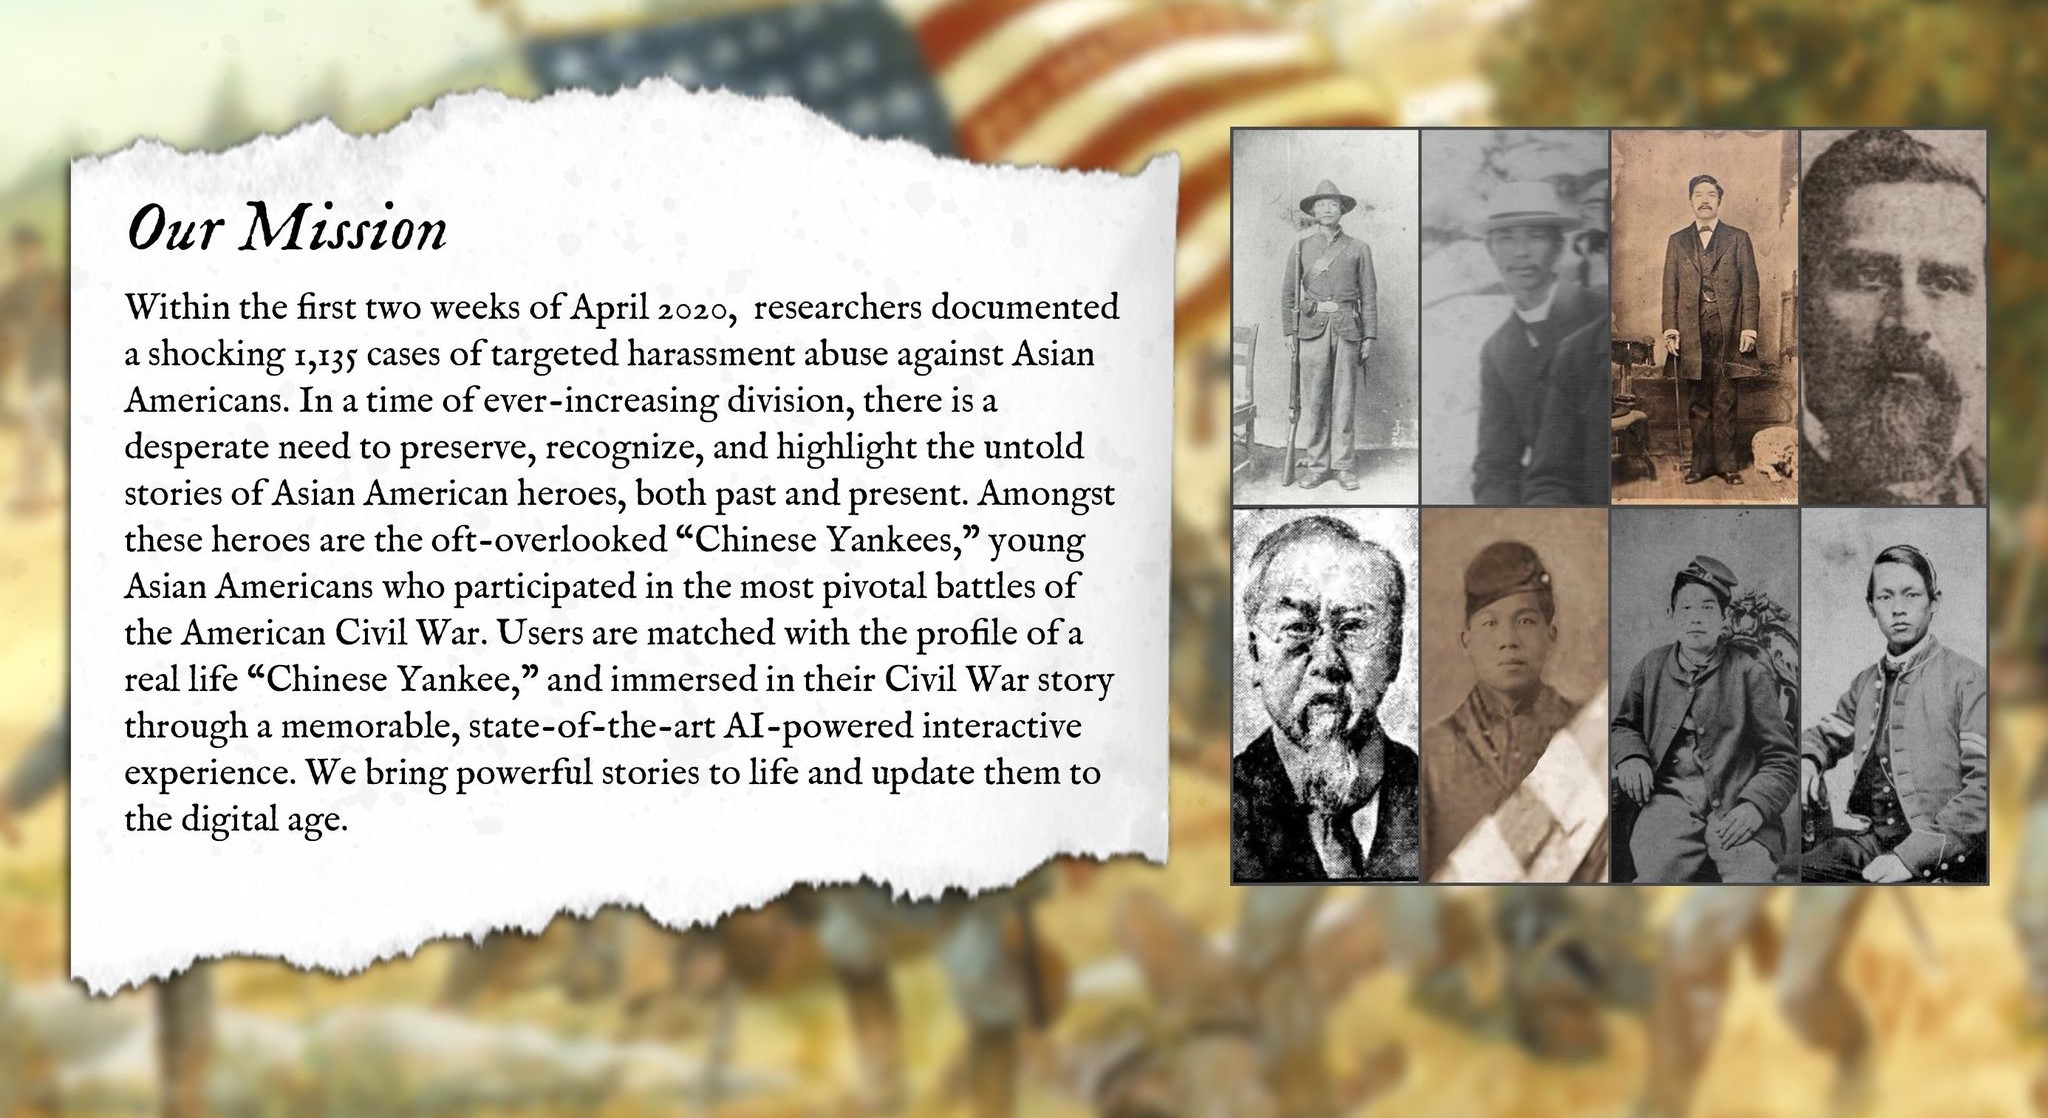 Our Mission
Within the first two weeks of April 2020, researchers documented
a shocking 1,135 cases of targeted harassment abuse against Asian
Americans. In a time of ever-increasing division, there is a
desperate need to preserve, recognize, and highlight the untold
stories of Asian American heroes, both past and present. Amongst
these heroes are the oft-overlooked “Chinese Yankees,” young
Asian Americans who participated in the most pivotal battles of
the American Civil War. Users are matched with the profile of a
real life “Chinese Yankee,” and immersed in their Civil War story
through a memorable, state-of-the-art AI-powered interactive
experience. We bring powerful stories to life and update them to
the digital age.